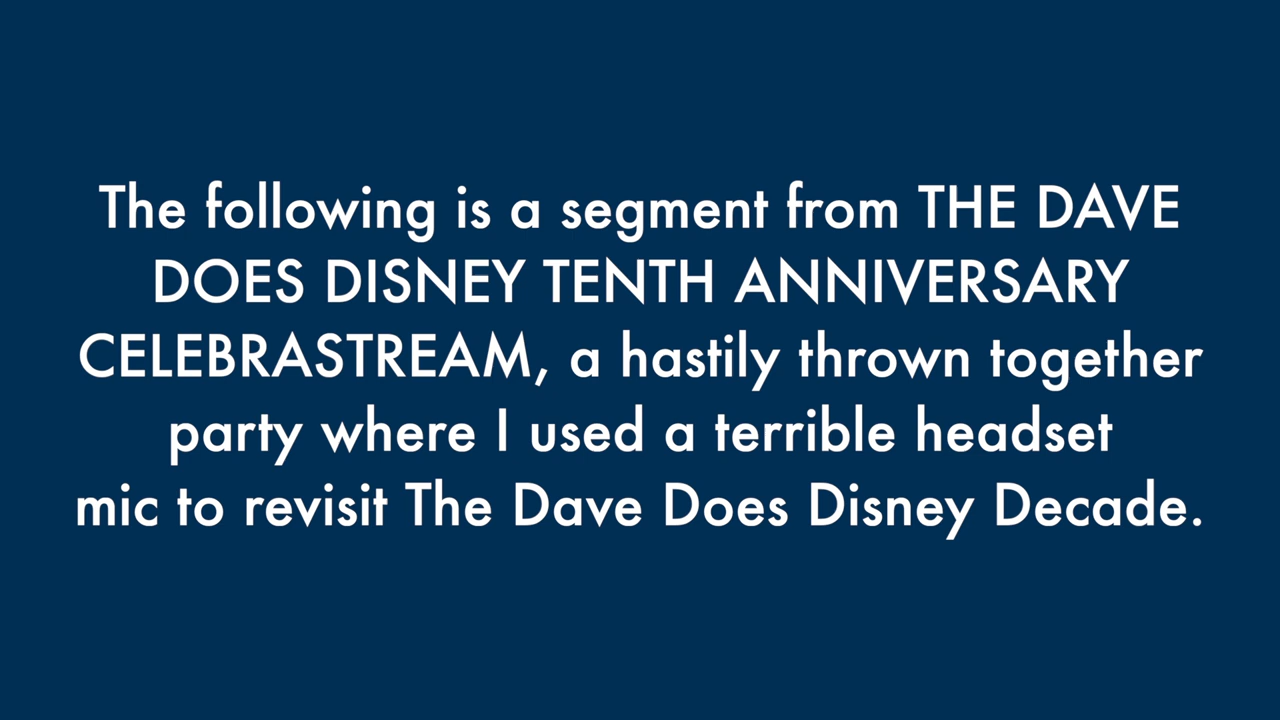 The following is a segment from THE DAVE
DOES DISNEY TENTH ANNIVERSARY
CELEBRASTREAM, a hastily thrown together
party where I used a terrible headset
mic to revisit The Dave Does Disney Decade.